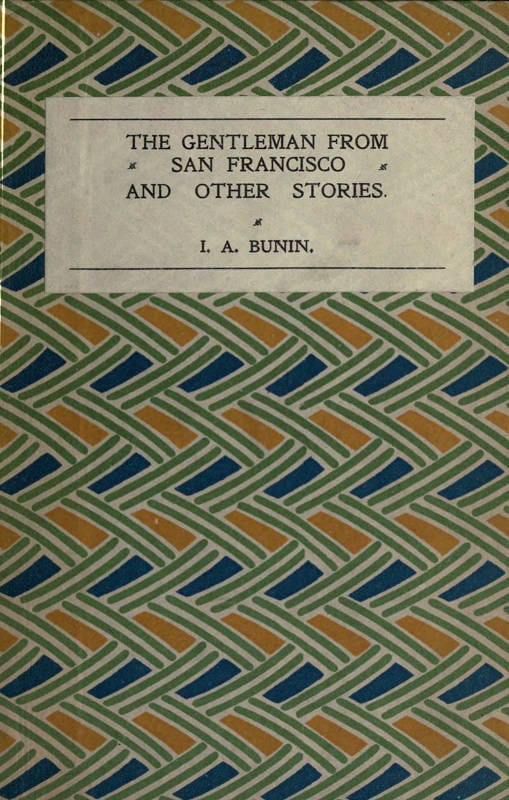 THE GENTLEMAN FROM
SAN FRANCISCO
AND OTHER STORIES.
I. A. BUNIN.